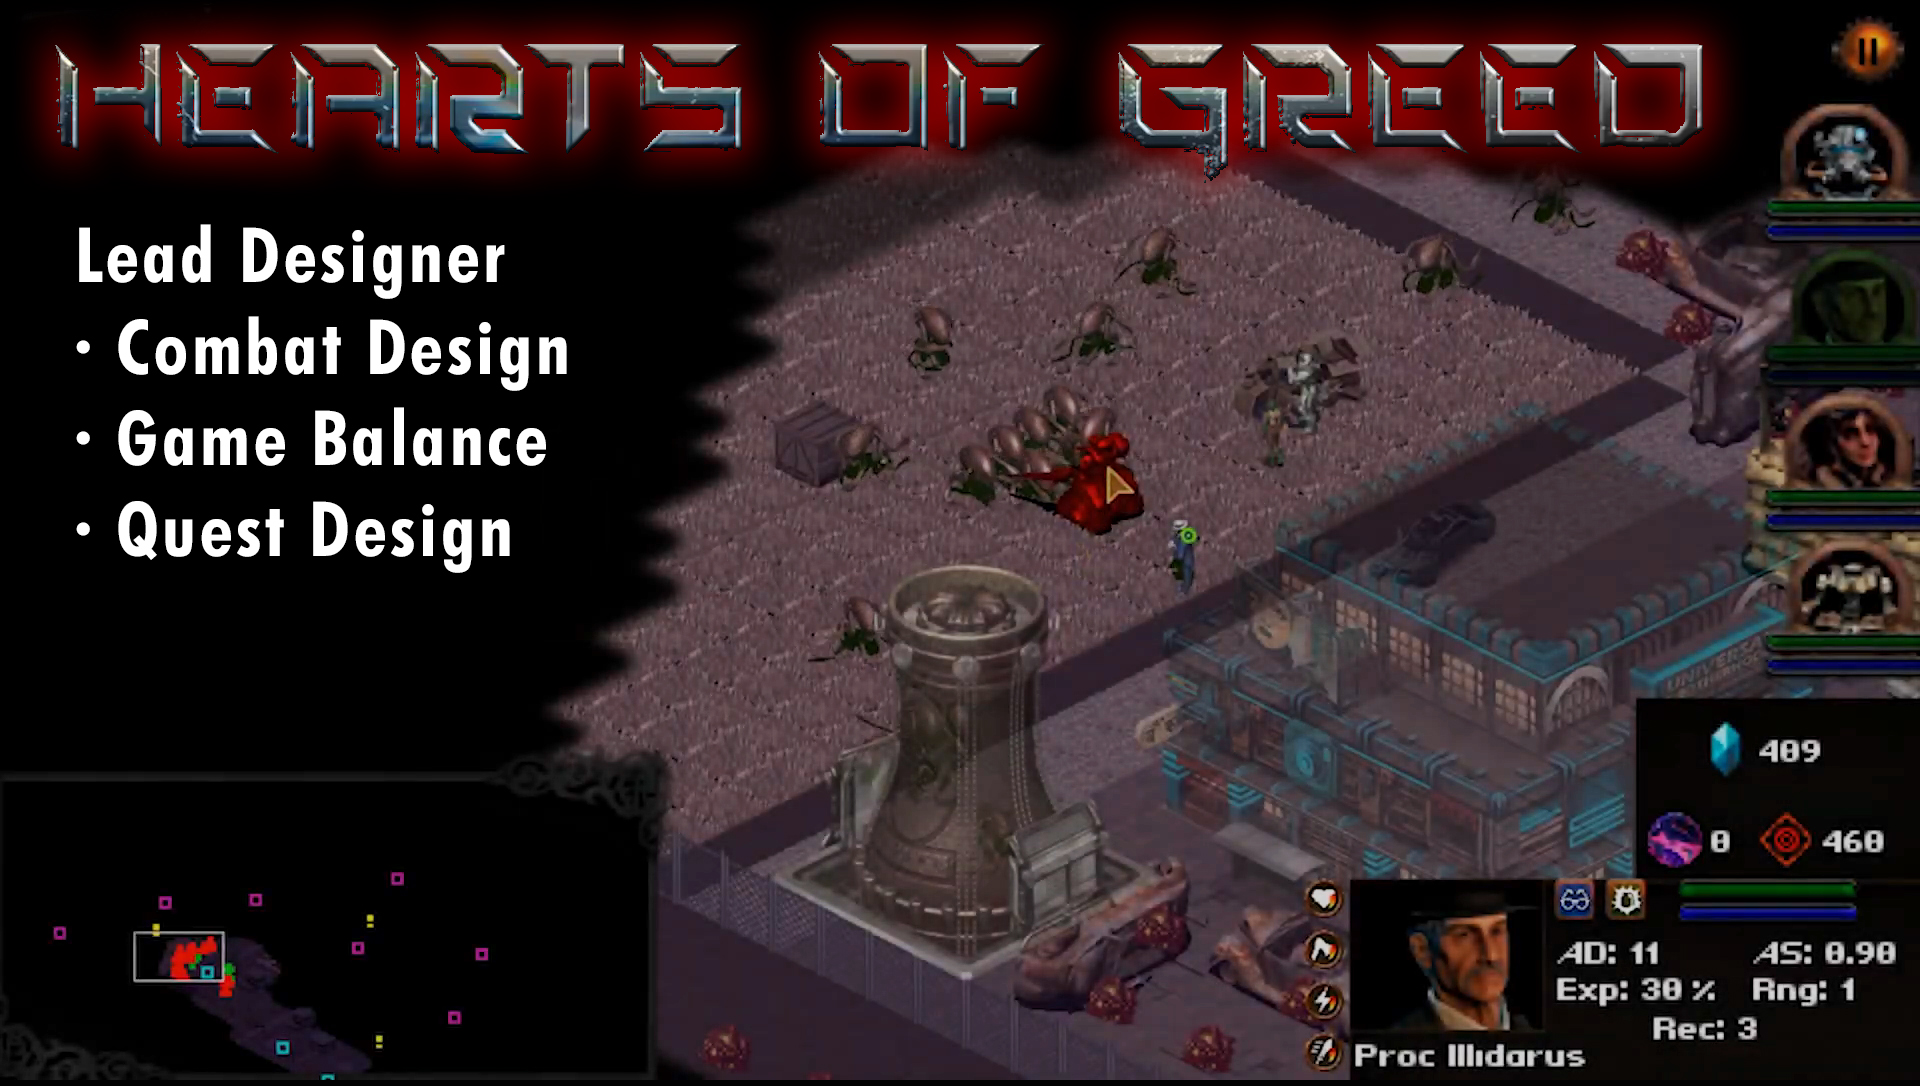 HEARTS OF GREED
Lead Designer
· Combat Design
· Game Balance
· Quest Design
UNIVERSA
409
0 460
AD: 11 AS: 0.90
Exp: 30 % Rng: 1
Rec: 3
Proc Illidarus